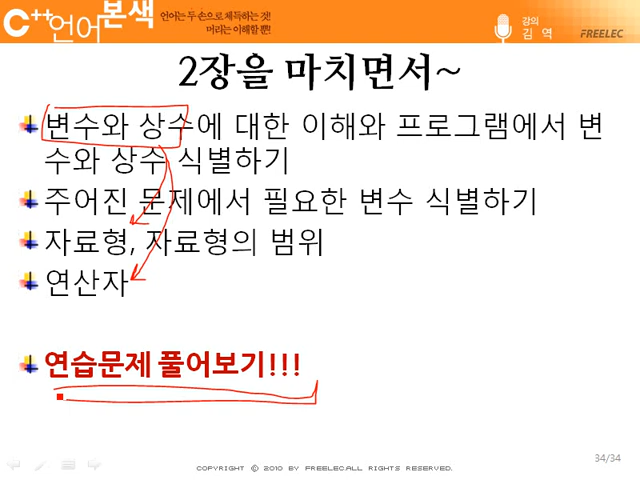 C++언어본색
언어는 두 손으로 체득하는 것!
머리는 이해할 뿐!
강의
김 역
FREELEC
2장을 마치면서~
변수와 상수에 대한 이해와 프로그램에서 변
수와 상수 식별하기
주어진 문제에서 필요한 변수 식별하기
자료형, 자료형의 범위
연산자
연습문제 풀어보기!!!
34/34
COPYRIGHT © 2010 BY FREELEC.ALL RIGHTS RESERVED.